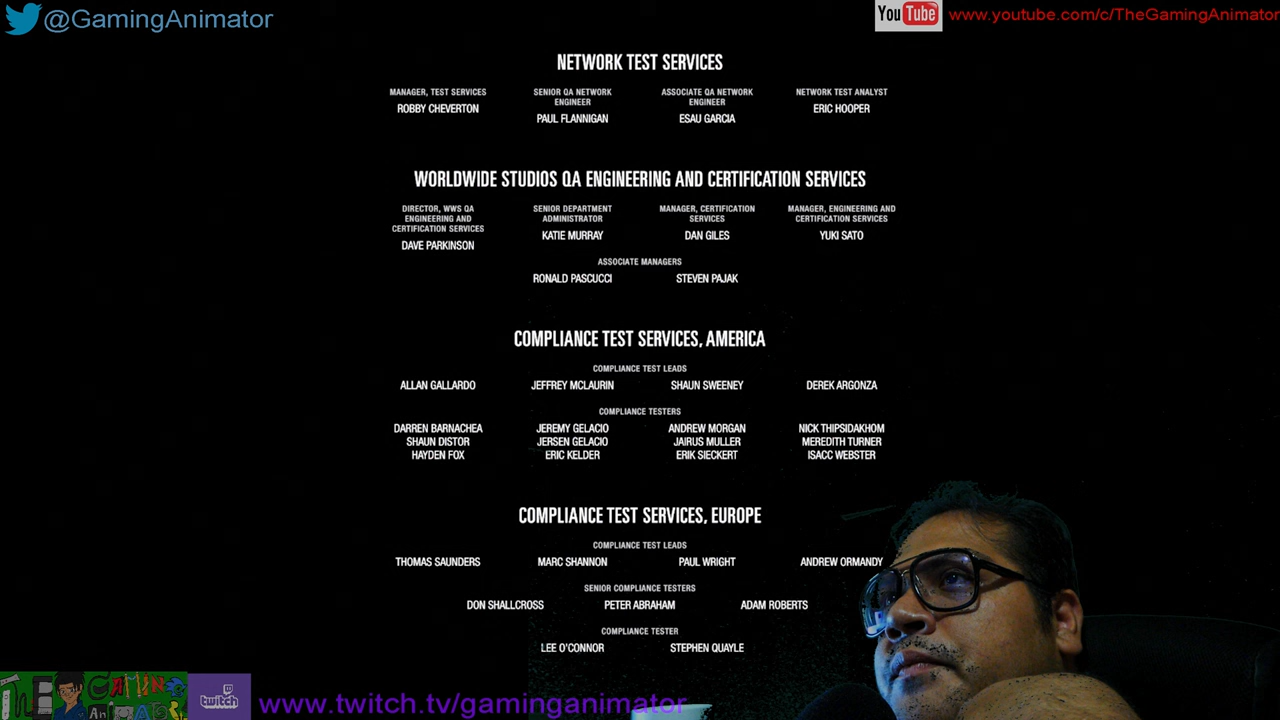 @GamingAnimator
YouTube
www.youtube.com/c/TheGamingAnimator
NETWORK TEST SERVICES
MANAGER, TEST SERVICES
ROBBY CHEVERTON
SENIOR QA NETWORK
ENGINEER
PAUL FLANNIGAN
ASSOCIATE QA NETWORK
ENGINEER
ESAU GARCIA
NETWORK TEST ANALYST
ERIC HOOPER
WORLDWIDE STUDIOS QA ENGINEERING AND CERTIFICATION SERVICES
DIRECTOR, WWS QA
ENGINEERING AND
CERTIFICATION SERVICES
DAVE PARKINSON
SENIOR DEPARTMENT
ADMINISTRATOR
KATIE MURRAY
MANAGER, CERTIFICATION
SERVICES
DAN GILES
MANAGER, ENGINEERING AND
CERTIFICATION SERVICES
YUKI SATO
ASSOCIATE MANAGERS
RONALD PASCUCCI STEVEN PAJAK
COMPLIANCE TEST SERVICES, AMERICA
COMPLIANCE TEST LEADS
ALLAN GALLARDO JEFFREY MCLAURIN SHAUN SWEENEY DEREK ARGONZA
COMPLIANCE TESTERS
DARREN BARNACHEA JEREMY GELACIO ANDREW MORGAN NICK THIPSIDAKHOM
SHAUN DISTOR JERSEN GELACIO JAIRUS MULLER MEREDITH TURNER
HAYDEN FOX ERIC KELDER ERIK SIECKERT ISACC WEBSTER
COMPLIANCE TEST SERVICES, EUROPE
COMPLIANCE TEST LEADS
THOMAS SAUNDERS MARC SHANNON PAUL WRIGHT ANDREW ORMANDY
SENIOR COMPLIANCE TESTERS
DON SHALLCROSS PETER ABRAHAM ADAM ROBERTS
COMPLIANCE TESTER
LEE O'CONNOR STEPHEN QUAYLE
THE GAMING
ANIMATOR
twitch
www.twitch.tv/gaminganimator